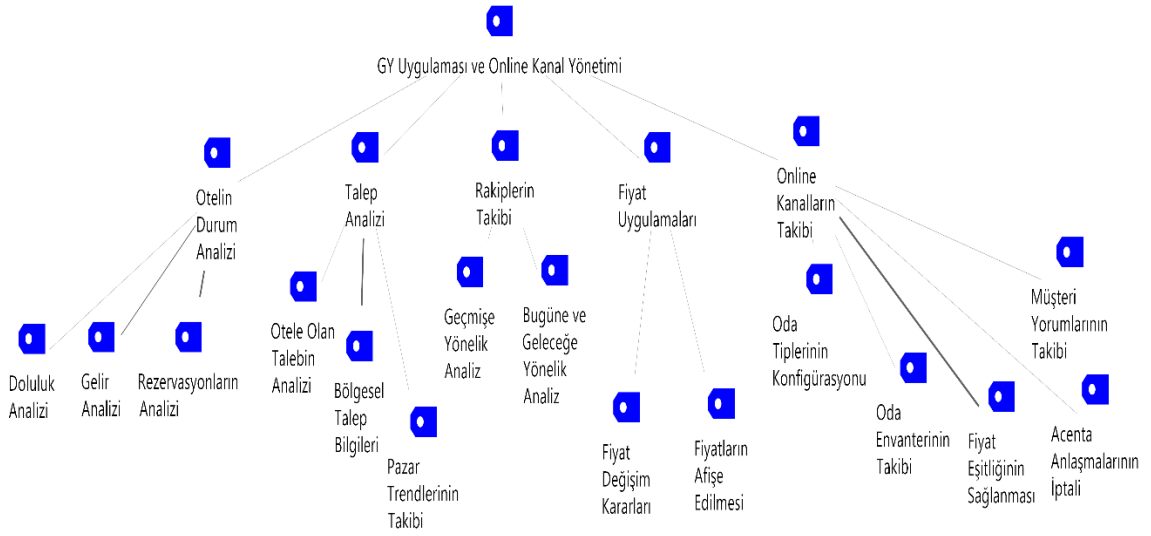 GY Uygulaması ve Online Kanal Yönetimi
Otelin
Durum
Analizi
Talep
Analizi
Rakiplerin
Takibi
Fiyat
Uygulamaları
Online
Kanalların
Takibi
Doluluk
Analizi
Gelir
Analizi
Rezervasyonların
Analizi
Otele Olan
Talebin
Analizi
Bölgesel
Talep
Bilgileri
Pazar
Trendlerinin
Takibi
Geçmişe
Yönelik
Analiz
Bugüne ve
Geleceğe
Yönelik
Analiz
Fiyat
Değişim
Kararları
Fiyatların
Afişe
Edilmesi
Oda
Tiplerinin
Konfigürasyonu
Oda
Envanterinin
Takibi
Fiyat
Eşitliğinin
Sağlanması
Acenta
Anlaşmalarının
İptali
Müşteri
Yorumlarının
Takibi